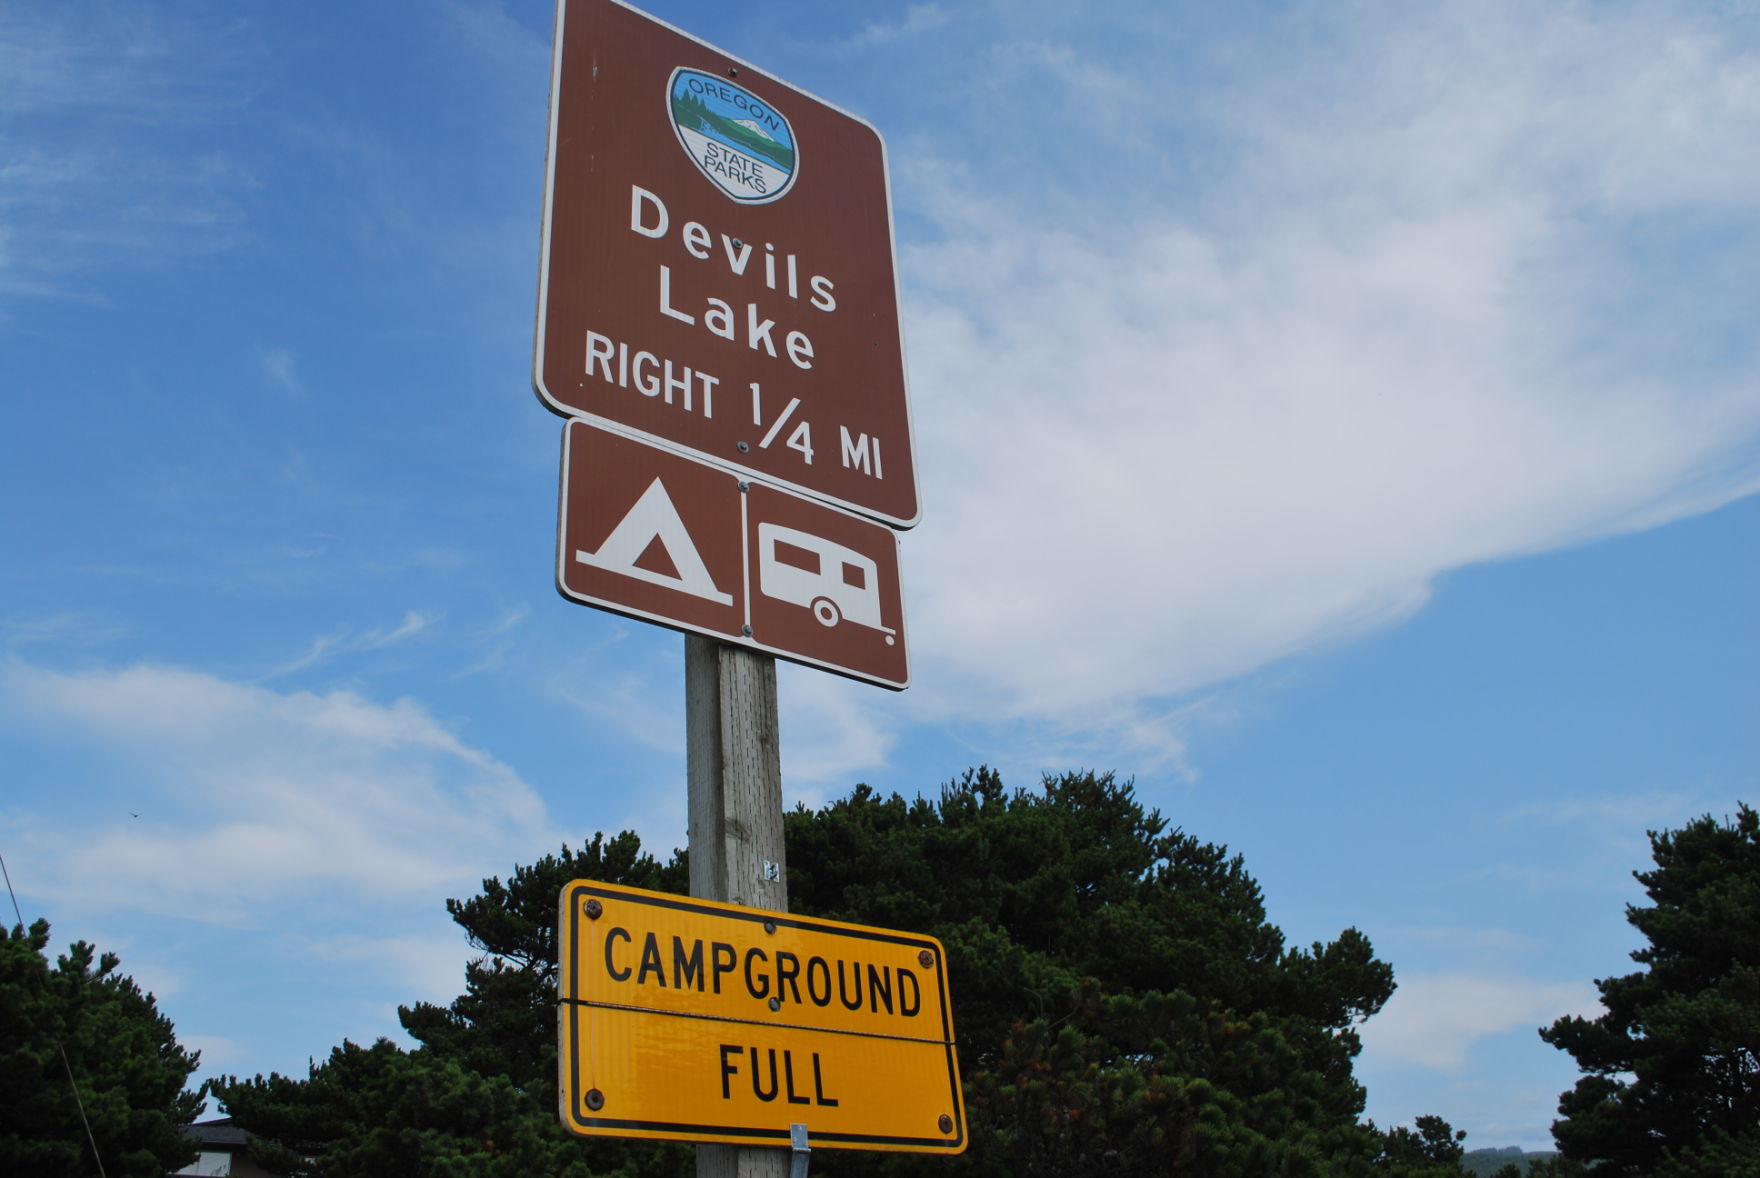 OREGON
STATE
PARKS
Devils
Lake
RIGHT 1/4 MI
CAMPGROUND
FULL